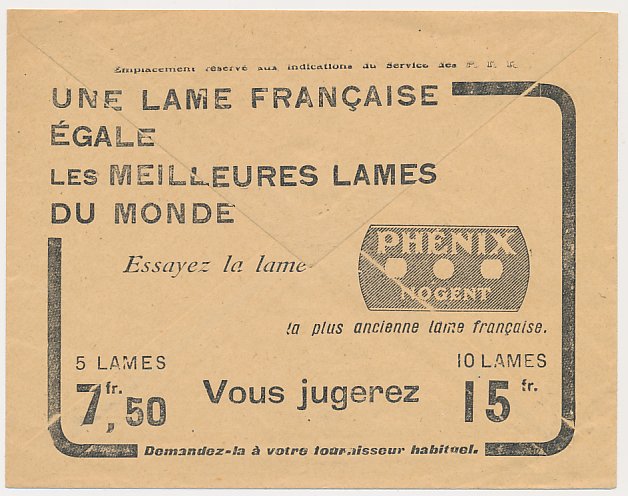 Emplacement réservé aux indications du Service des
UNE LAME FRANÇAISE
ÉGALE
LES MEILLEURES LAMES
DU MONDE
Essayez la lame
PHÉNIX
NOGENT
la plus ancienne lame française.
5 LAMES
7fr.,50
Vous jugerez
10 LAMES
15 fr.
Demandez-la à votre fournisseur habituel.